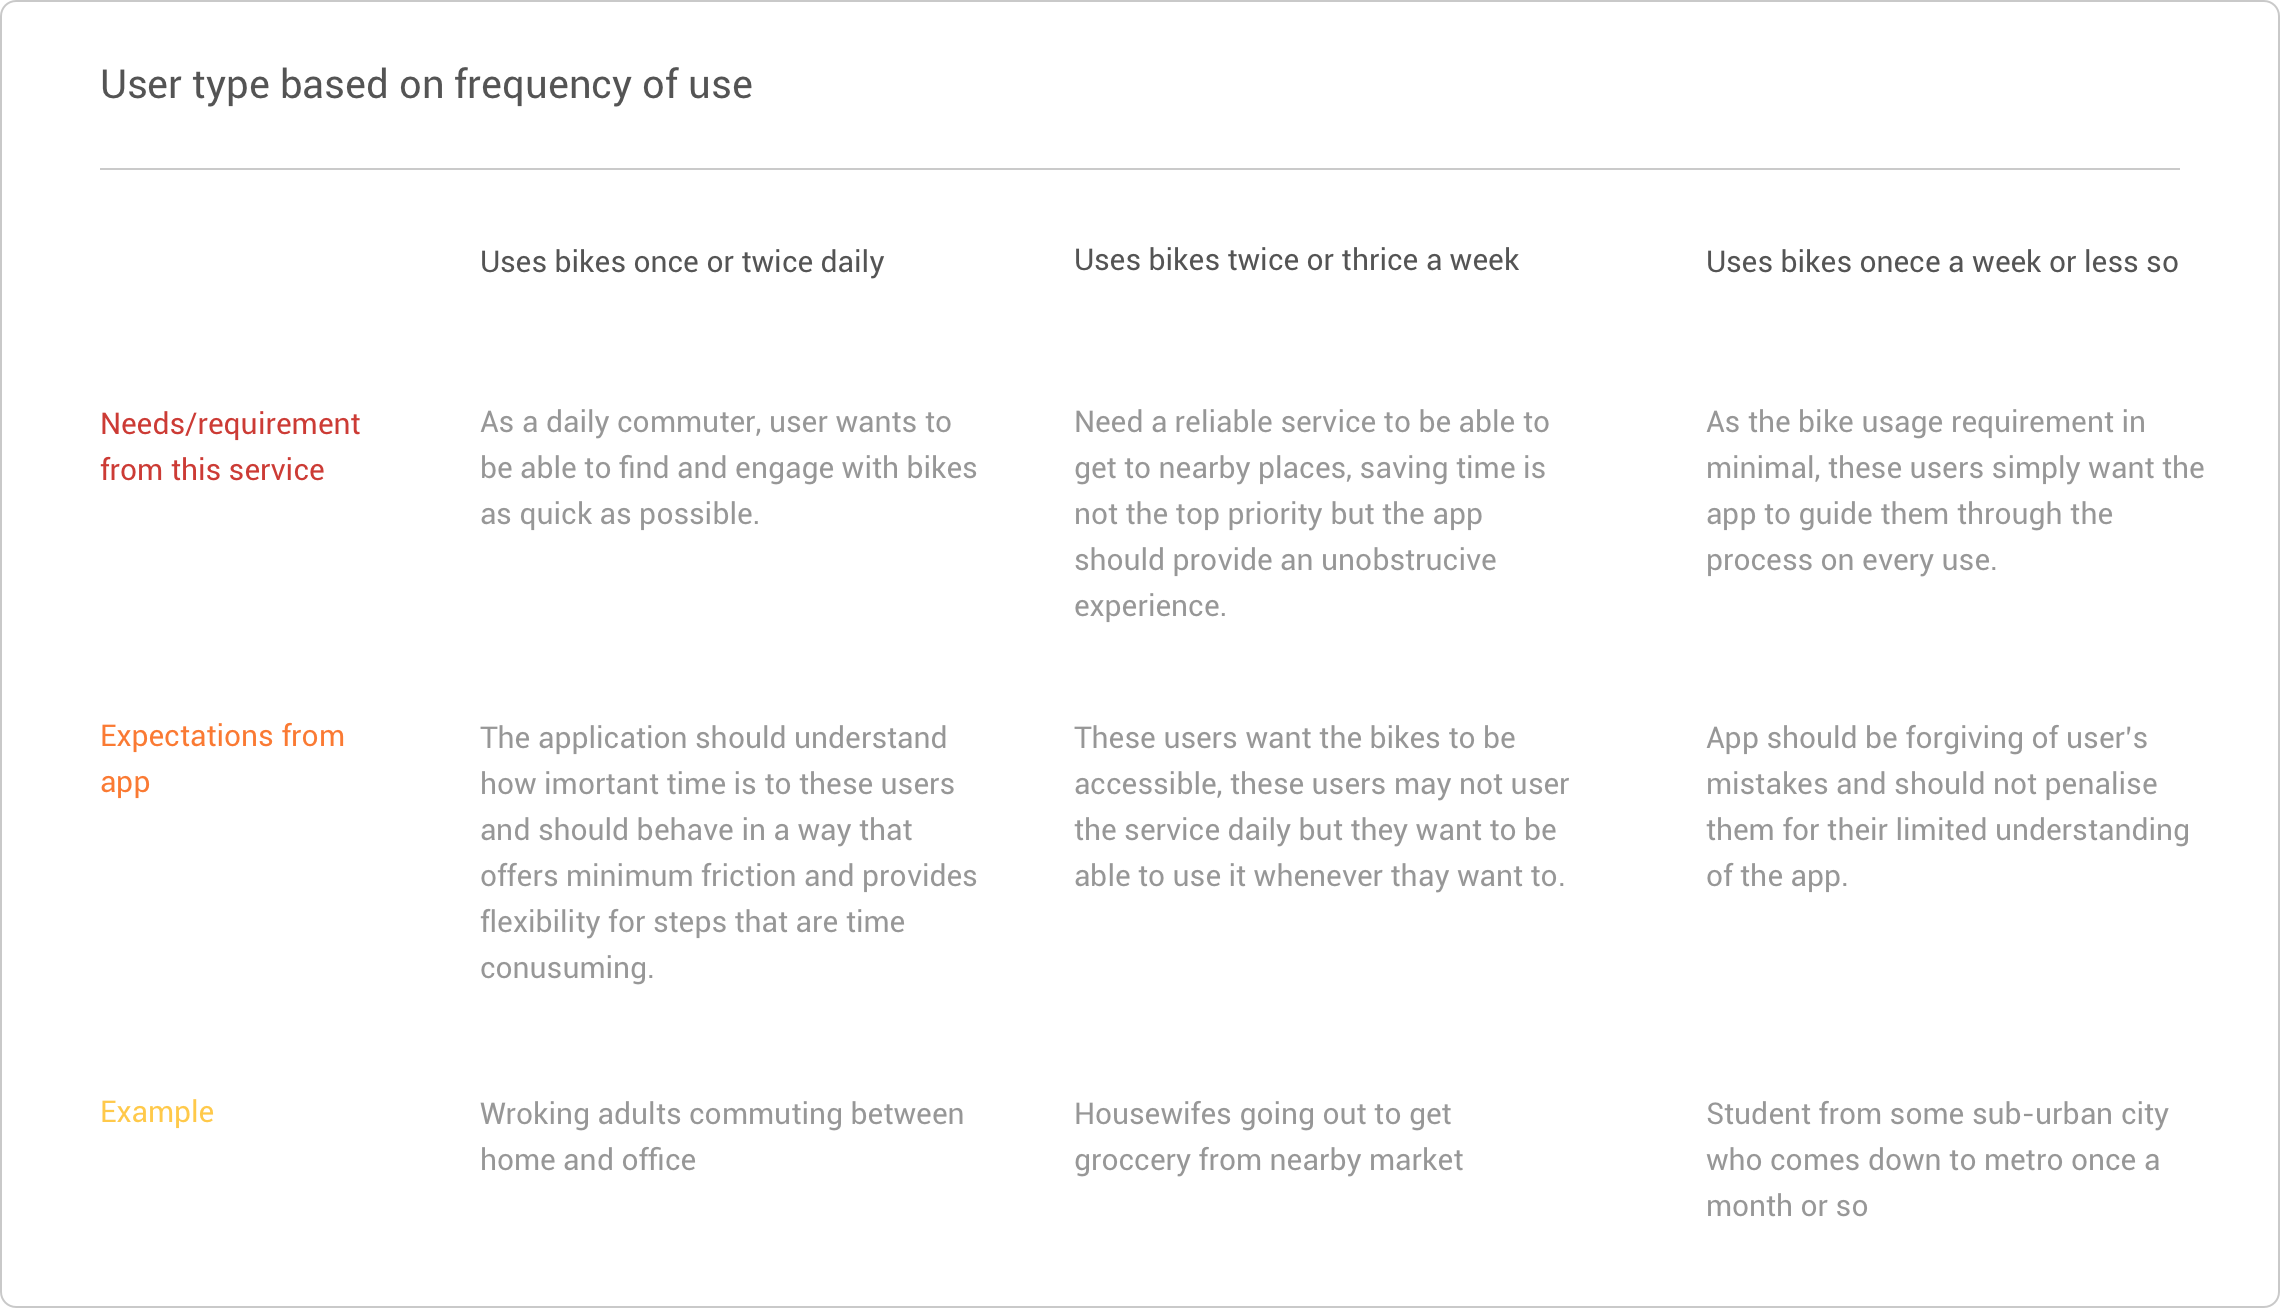 User type based on frequency of use
Uses bikes once or twice daily
Uses bikes twice or thrice a week
Uses bikes onece a week or less so
Needs/requirement
from this service
As a daily commuter, user wants to
be able to find and engage with bikes
as quick as possible.
Need a reliable service to be able to
get to nearby places, saving time is
not the top priority but the app
should provide an unobstrucive
experience.
As the bike usage requirement in
minimal, these users simply want the
app to guide them through the
process on every use.
Expectations from
app
The application should understand
how imortant time is to these users
and should behave in a way that
offers minimum friction and provides
flexibility for steps that are time
conusuming.
These users want the bikes to be
accessible, these users may not user
the service daily but they want to be
able to use it whenever thay want to.
App should be forgiving of user's
mistakes and should not penalise
them for their limited understanding
of the app.
Example
Wroking adults commuting between
home and office
Housewifes going out to get
groccery from nearby market
Student from some sub-urban city
who comes down to metro once a
month or so